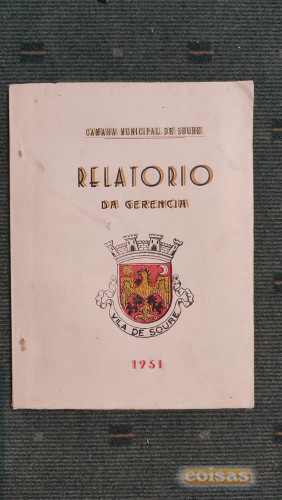 CAMARA MUNICIPAL DE SOURE
RELATORIO
DA GERENCIA
VILA DE SOURE
1951
coisas